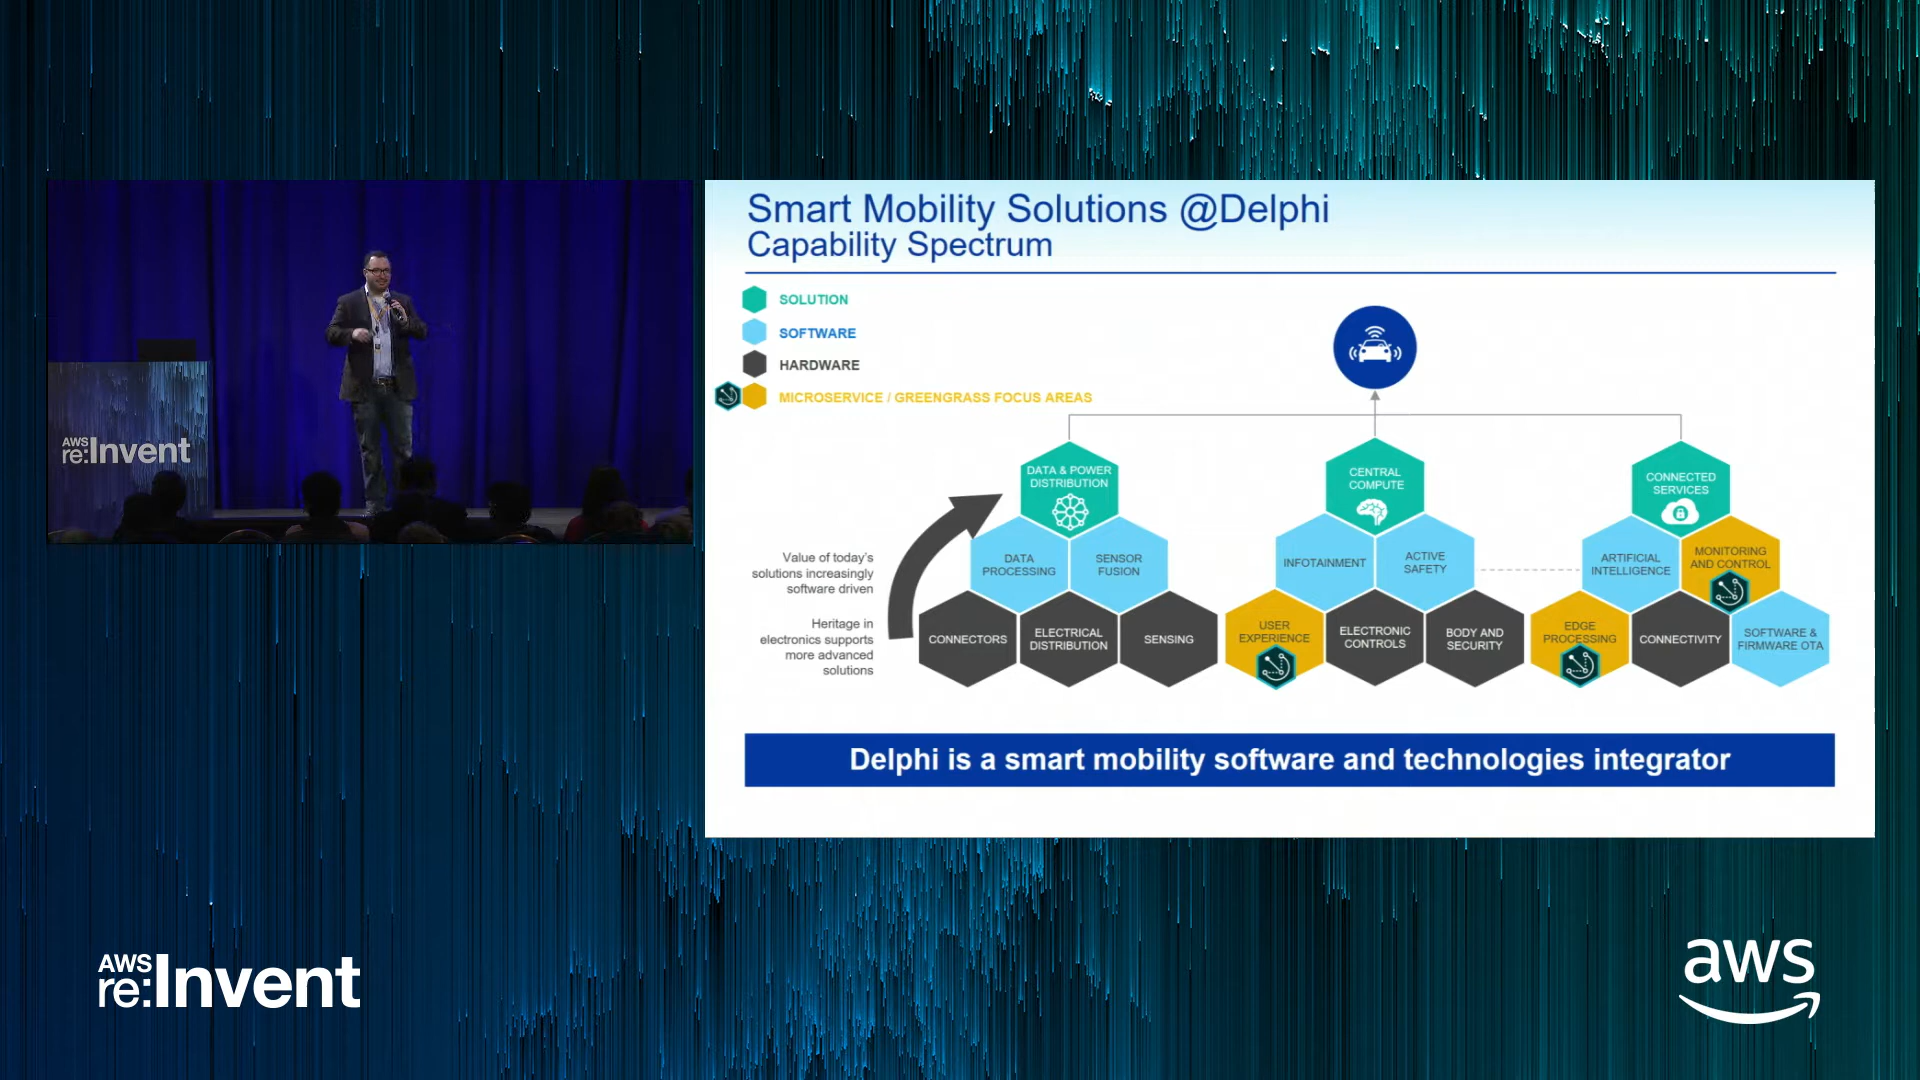 AWS
re:Invent
Smart Mobility Solutions @Delphi
Capability Spectrum
SOLUTION
SOFTWARE
HARDWARE
MICROSERVICE / GREENGRASS FOCUS AREAS
DATA & POWER
DISTRIBUTION
CENTRAL
COMPUTE
CONNECTED
SERVICES
DATA
PROCESSING
SENSOR
FUSION
INFOTAINMENT
ACTIVE
SAFETY
ARTIFICIAL
INTELLIGENCE
MONITORING
AND CONTROL
Value of today's
solutions increasingly
software driven
Heritage in
electronics supports
more advanced
solutions
CONNECTORS
ELECTRICAL
DISTRIBUTION
SENSING
USER
EXPERIENCE
ELECTRONIC
CONTROLS
BODY AND
SECURITY
EDGE
PROCESSING
CONNECTIVITY
SOFTWARE &
FIRMWARE OTA
Delphi is a smart mobility software and technologies integrator
AWS
re:Invent
aws